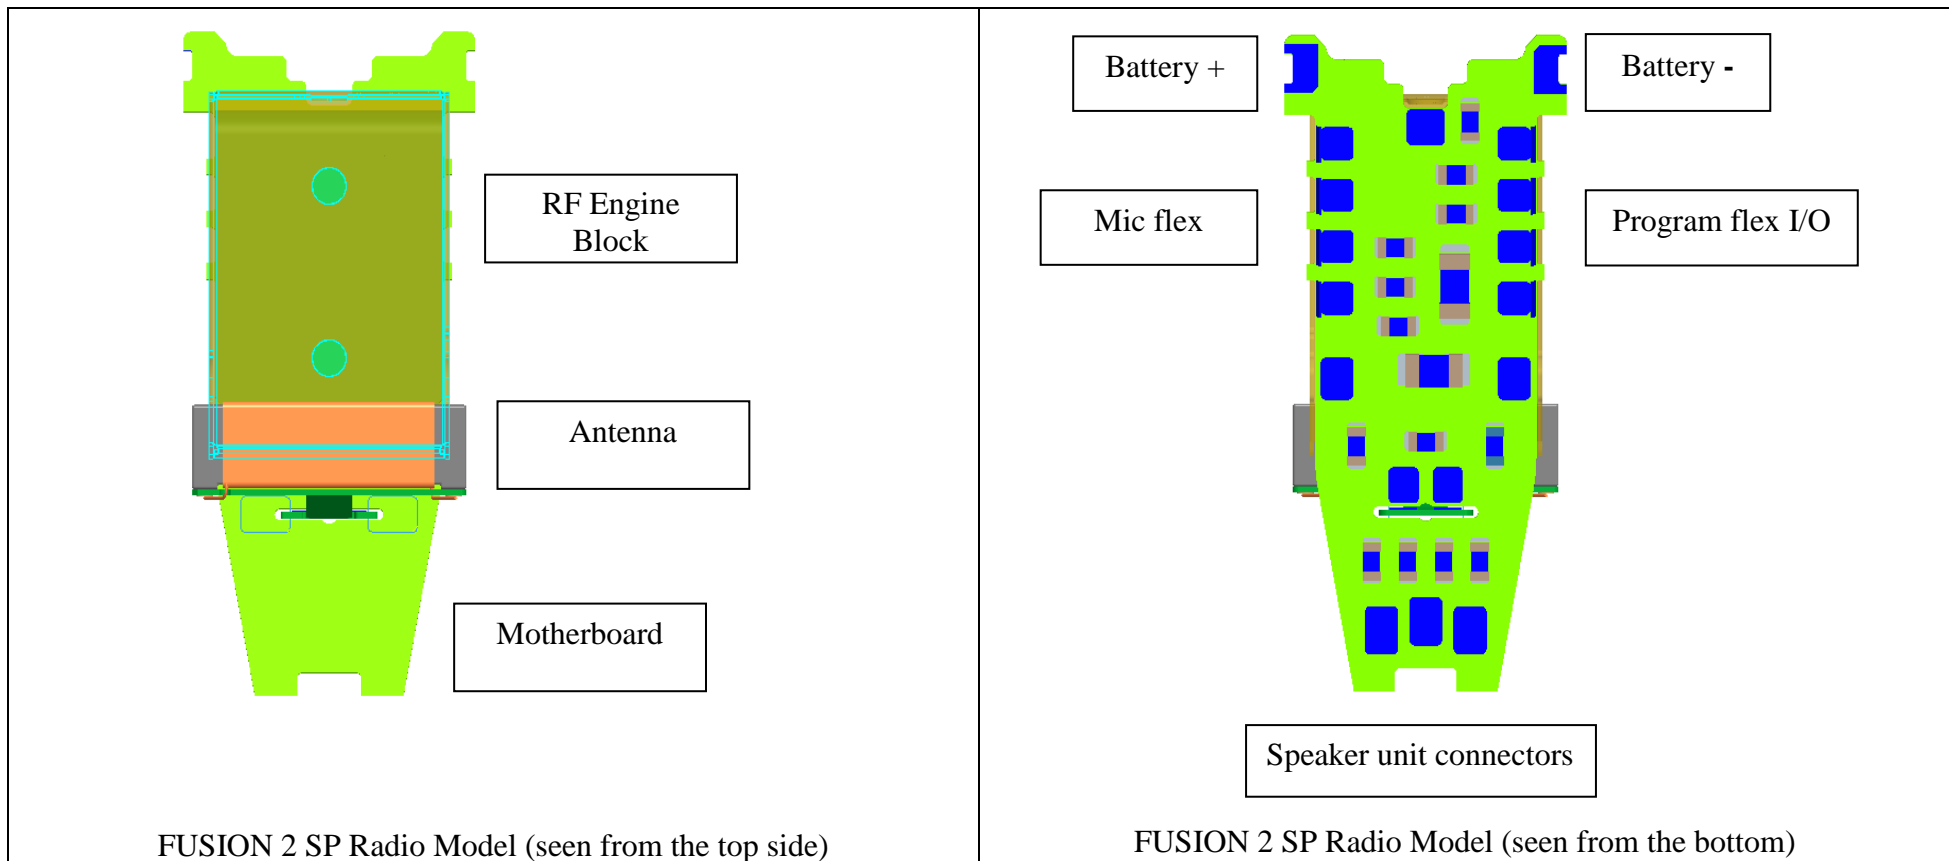 RF Engine
Block
Antenna
Motherboard
FUSION 2 SP Radio Model (seen from the top side)
Battery +
Battery -
Mic flex
Program flex I/O
Speaker unit connectors
FUSION 2 SP Radio Model (seen from the bottom)